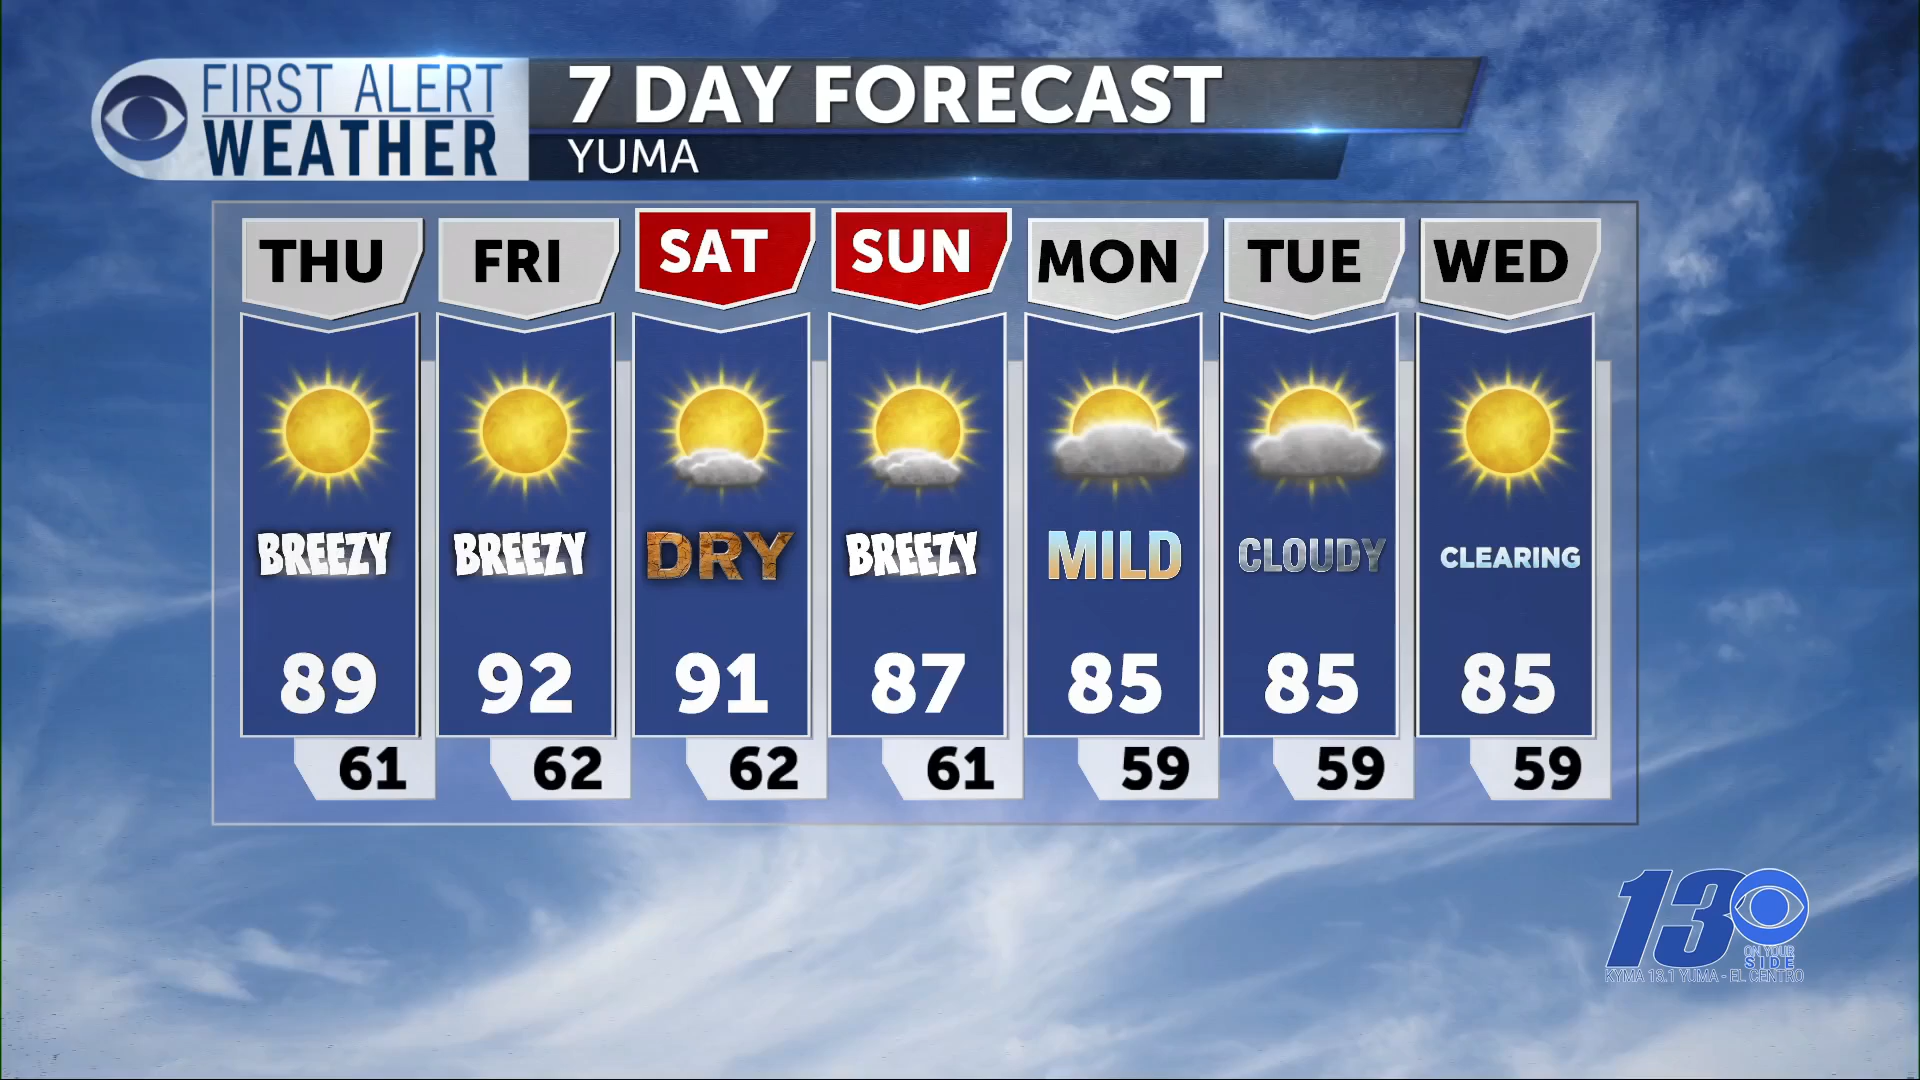 FIRST ALERT
WEATHER
7 DAY FORECAST
YUMA
THU FRI SAT SUN MON TUE WED
BREEZY BREEZY DRY BREEZY MILD CLOUDY CLEARING
89 92 91 87 85 85 85
61 62 62 61 59 59 59
13
ON YOUR
SIDE
KYMA 13.1 YUMA - EL CENTRO